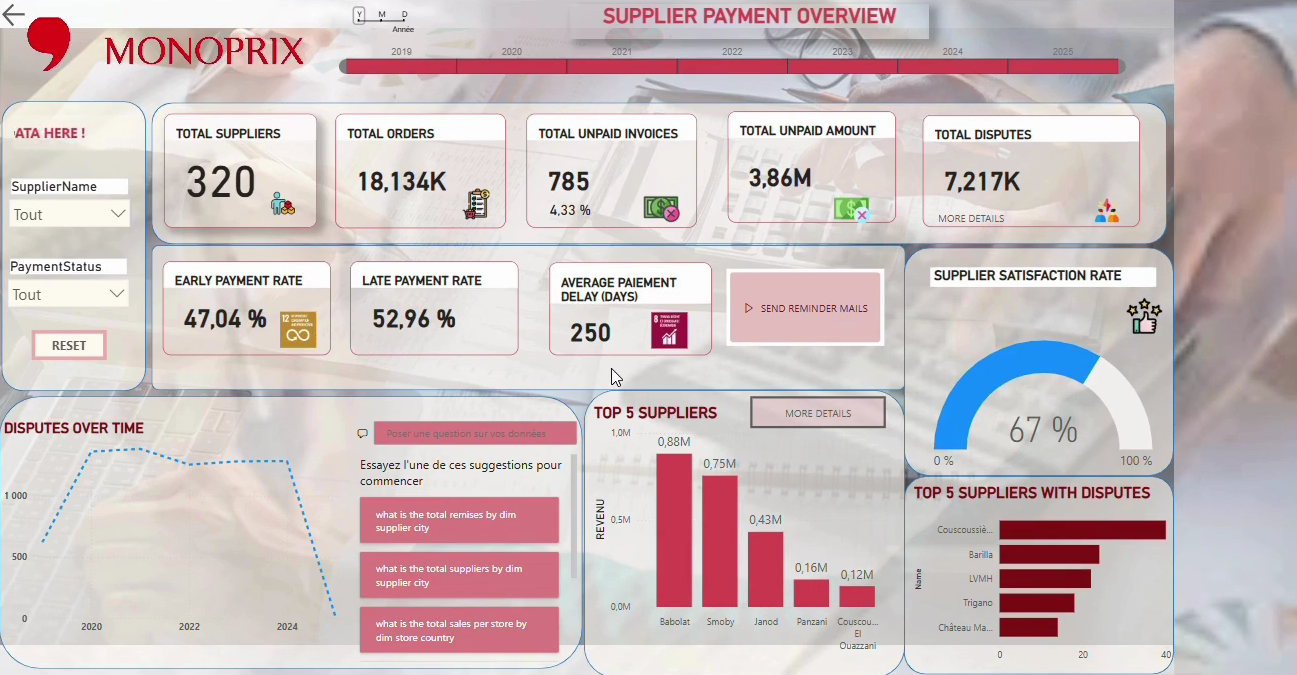 SUPPLIER PAYMENT OVERVIEW
Y M D
Année
2019 2020 2021 2022 2023 2024 2025
MONOPRIX
ATA HERE !
SupplierName
Tout
PaymentStatus
Tout
RESET
TOTAL SUPPLIERS
320
TOTAL ORDERS
18,134K
TOTAL UNPAID INVOICES
785
4,33 %
TOTAL UNPAID AMOUNT
3,86M
TOTAL DISPUTES
7,217K
MORE DETAILS
EARLY PAYMENT RATE
47,04 %
12
LATE PAYMENT RATE
52,96 %
AVERAGE PAIEMENT
DELAY (DAYS)
250
8
SEND REMINDER MAILS
SUPPLIER SATISFACTION RATE
67 %
0 % 100 %
DISPUTES OVER TIME
1 000
500
0
2020 2022 2024
Poser une question sur vos données
Essayez l'une de ces suggestions pour
commencer
what is the total remises by dim
supplier city
what is the total suppliers by dim
supplier city
what is the total sales per store by
dim store country
TOP 5 SUPPLIERS
MORE DETAILS
REVENU
1,0M
0,5M
0,0M
0,88M
0,75M
0,43M
0,16M
0,12M
Babolat Smoby Janod Panzani Couscou...
El
Ouazzani
TOP 5 SUPPLIERS WITH DISPUTES
Name
Couscoussiè...
Barilla
LVMH
Trigano
Château Ma...
0 20 40